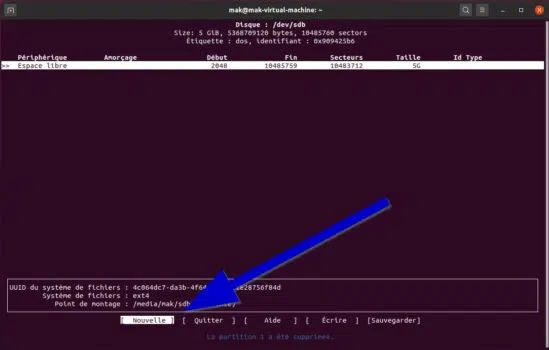 mak@mak-virtual-machine: ~
Disque : /dev/sdb
Size: 5 GiB, 5368709120 bytes, 10485760 sectors
Étiquette : dos, identifiant : 0x909425b6
Périphérique Amorçage Début Fin Secteurs Taille Id Type
>> Espace libre 2048 10485759 10483712 5G
UUID du système de fichiers : 4c064dc7-da3b-4f6
Système de fichiers : ext4
Point de montage : /media/mak/sdb
[ Nouvelle ] [ Quitter ] [ Aide ] [ Écrire ] [Sauvegarder]
La partition 1 a été supprimée.